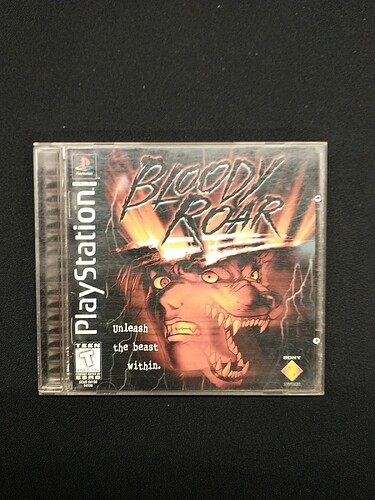 BLOODY
ROAR
PlayStation
Unleash
the beast
within.
TEEN
T
ESRB
SONY